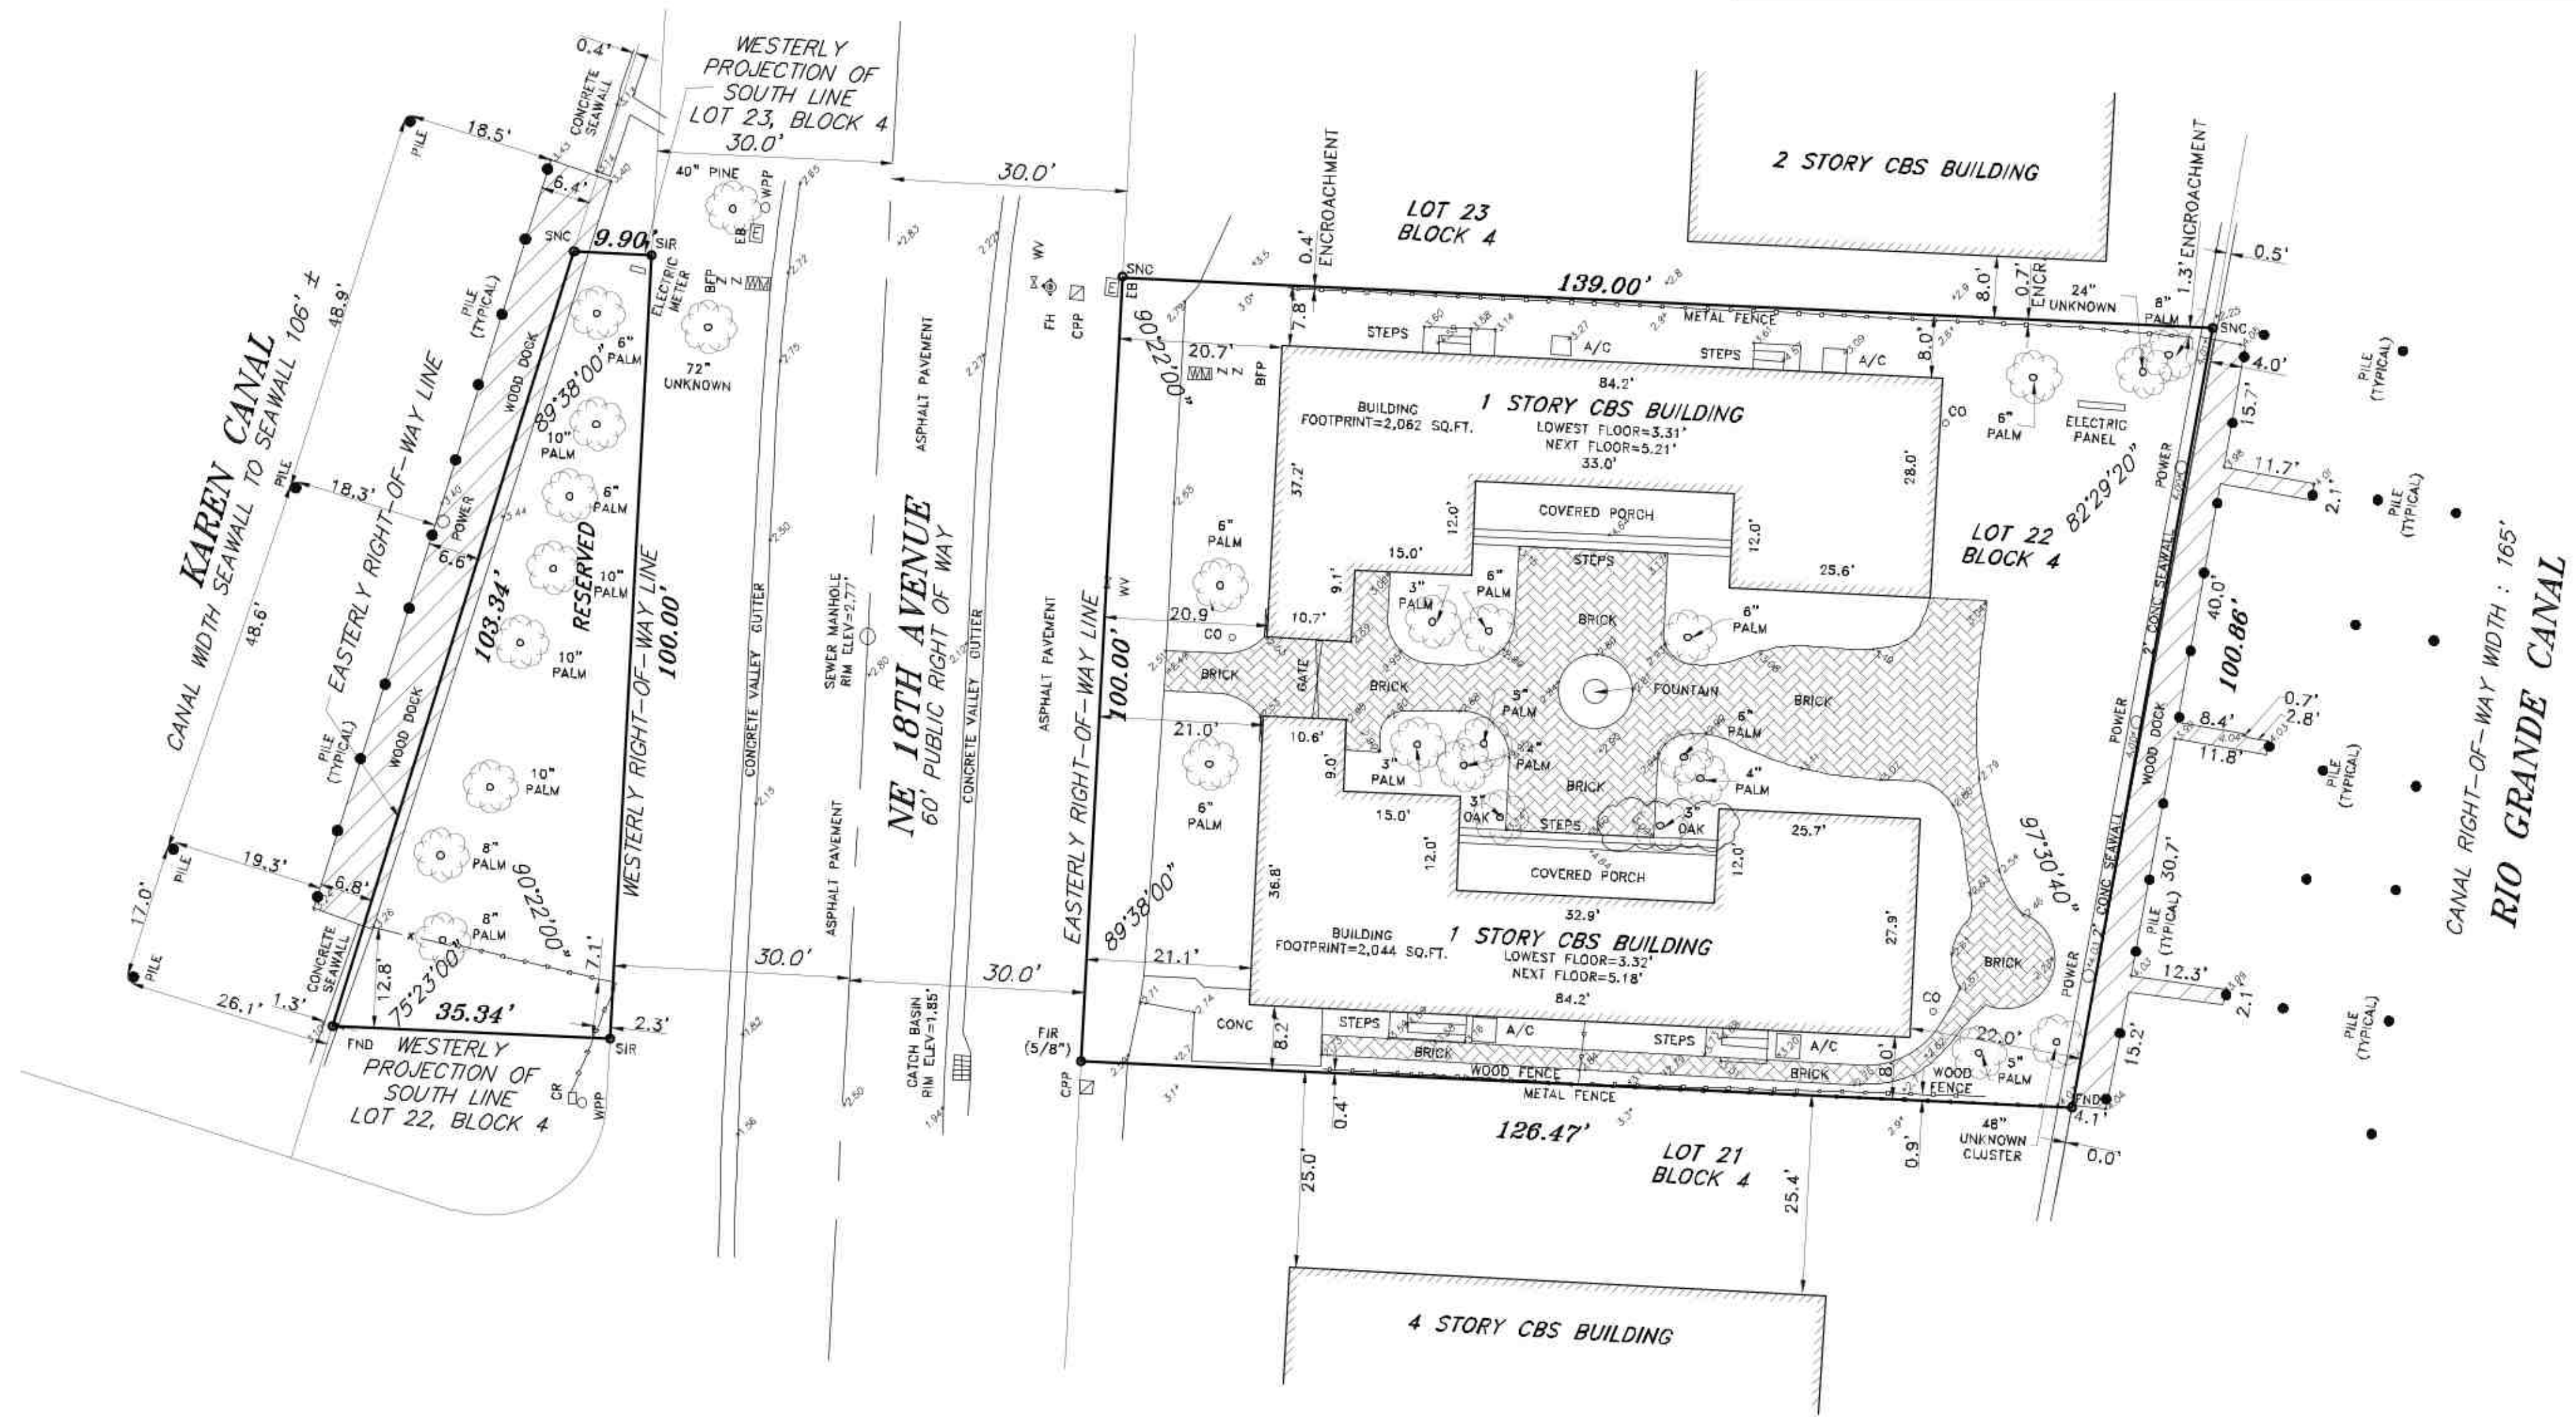 0.4'
CONCRETE
SEAWALL
WESTERLY
PROJECTION OF
SOUTH LINE
LOT 23, BLOCK 4
30.0'
30.0'
PILE
18.5'
6.4'
48.9'
KAREN CANAL
CANAL WIDTH SEAWALL TO SEAWALL 106' ±
EASTERLY RIGHT-OF-WAY LINE
PILE
(TYPICAL)
WOOD DOCK
SNC
9.90'
SIR
ELECTRIC
METER
40" PINE
WPP
EB
E
BFP
Z Z
WM
72"
UNKNOWN
89°38'00"
6"
PALM
10"
PALM
6"
PALM
RESERVED
10"
PALM
10"
PALM
10"
PALM
8"
PALM
8"
PALM
PILE
18.3'
POWER
6.6'
48.6'
103.34'
WOOD DOCK
PILE
(TYPICAL)
PILE
19.3'
6.8'
17.0'
PILE
26.1'
1.3'
CONCRETE
SEAWALL
12.8'
75°23'00"
90°22'00"
7.1'
35.34'
2.3'
FND
SIR
WESTERLY
PROJECTION OF
SOUTH LINE
LOT 22, BLOCK 4
CR
WPP
WESTERLY RIGHT-OF-WAY LINE
100.00'
CONCRETE VALLEY GUTTER
SEWER MANHOLE
RIM ELEV=2.77'
ASPHALT PAVEMENT
ASPHALT PAVEMENT
NE 18TH AVENUE
60' PUBLIC RIGHT OF WAY
CONCRETE VALLEY GUTTER
ASPHALT PAVEMENT
30.0'
30.0'
CATCH BASIN
RIM ELEV=1.85'
EASTERLY RIGHT-OF-WAY LINE
100.00'
WV
FH
CPP
E
EB
SNC
90°22'00"
WV
89°38'00"
FIR
(5/8")
CPP
LOT 23
BLOCK 4
0.4'
ENCROACHMENT
139.00'
2 STORY CBS BUILDING
8.0'
0.7'
ENCR.
24"
UNKNOWN
8"
PALM
1.3' ENCROACHMENT
0.5'
SNC
4.0'
7.8'
STEPS
A/C
METAL FENCE
STEPS
A/C
8.0'
20.7'
WM
Z Z
BFP
84.2'
1 STORY CBS BUILDING
BUILDING
FOOTPRINT=2,062 SQ.FT.
LOWEST FLOOR=3.31'
NEXT FLOOR=5.21'
33.0'
37.2'
28.0'
CO
6"
PALM
ELECTRIC
PANEL
82°29'20"
POWER
COVERED PORCH
12.0'
12.0'
STEPS
15.0'
9.1'
25.6'
LOT 22
BLOCK 4
6"
PALM
20.9'
CO
10.7'
3"
PALM
6"
PALM
6"
PALM
BRICK
GATE
BRICK
BRICK
FOUNTAIN
BRICK
5"
PALM
6"
PALM
21.0'
10.6'
9.0'
3"
PALM
4"
PALM
4"
PALM
6"
PALM
BRICK
15.0'
3"
OAK
STEPS
3"
OAK
25.7'
12.0'
12.0'
COVERED PORCH
36.8'
32.9'
27.9'
1 STORY CBS BUILDING
BUILDING
FOOTPRINT=2,044 SQ.FT.
LOWEST FLOOR=3.32'
NEXT FLOOR=5.18'
84.2'
21.1'
CONC
8.2'
STEPS
A/C
STEPS
A/C
8.0'
BRICK
WOOD FENCE
BRICK
METAL FENCE
CO
BRICK
22.0'
WOOD
FENCE
5"
PALM
97°30'40"
POWER
POWER
2' CONC SEAWALL
2' CONC SEAWALL
WOOD DOCK
100.86'
15.7'
11.7'
2.1'
40.0'
0.7'
8.4'
2.8'
11.8'
30.7'
PILE
(TYPICAL)
12.3'
2.1'
15.2'
FND
4.1'
0.0'
48"
UNKNOWN
CLUSTER
126.47'
0.4'
25.0'
25.4'
0.9'
LOT 21
BLOCK 4
4 STORY CBS BUILDING
PILE
(TYPICAL)
PILE
(TYPICAL)
PILE
(TYPICAL)
PILE
(TYPICAL)
CANAL RIGHT-OF-WAY WIDTH : 165'
RIO GRANDE CANAL